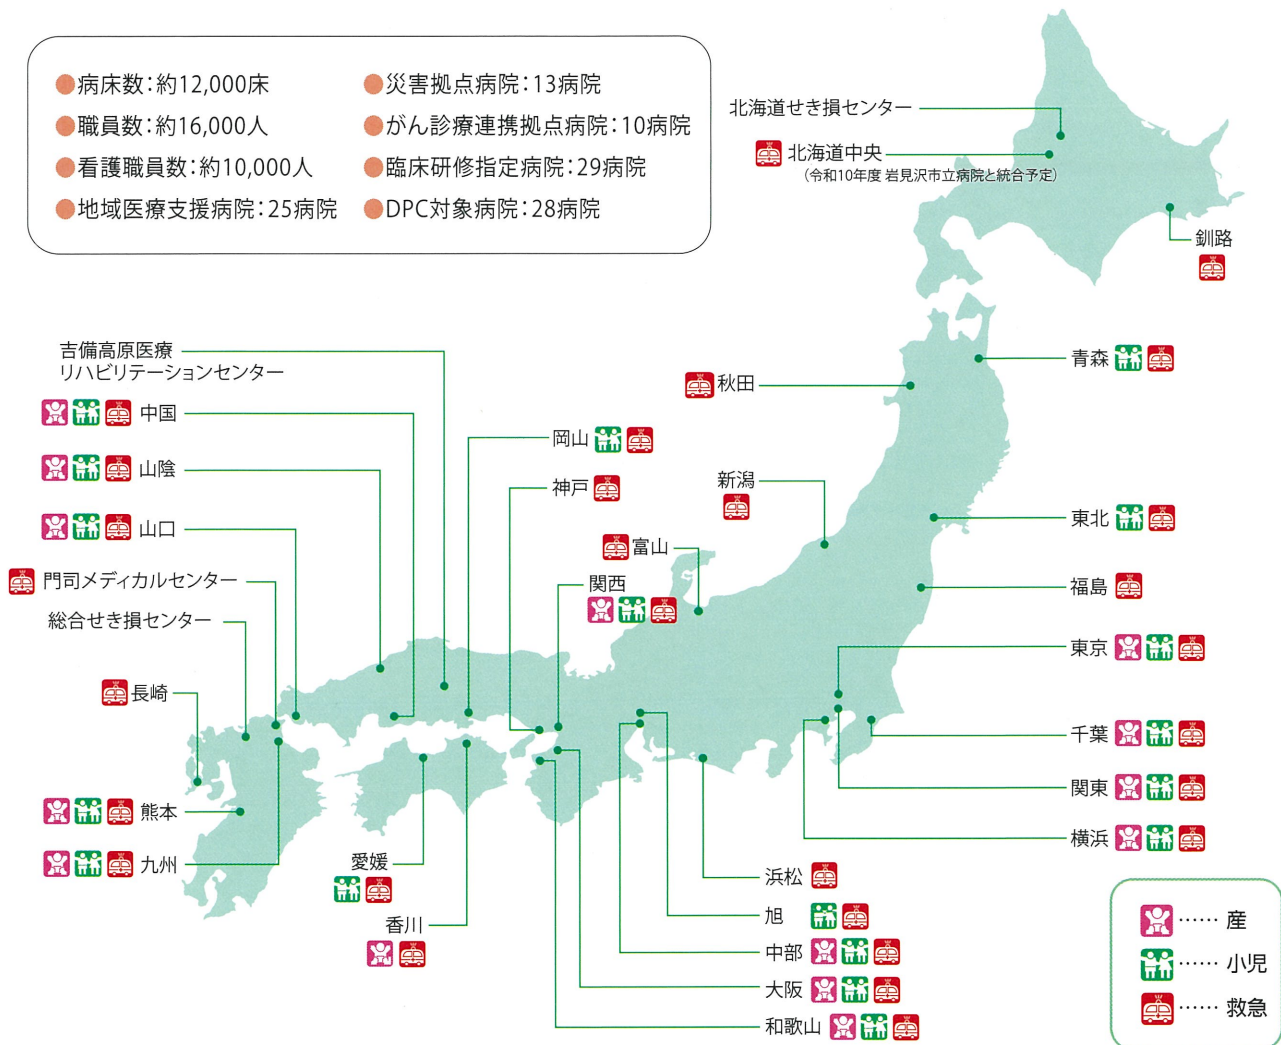 ●病床数：約12,000床
●職員数：約16,000人
●看護職員数：約10,000人
●地域医療支援病院：25病院
●災害拠点病院：13病院
●がん診療連携拠点病院：10病院
●臨床研修指定病院：29病院
●DPC対象病院：28病院
北海道せき損センター
北海道中央
（令和10年度 岩見沢市立病院と統合予定）
釧路
青森
秋田
新潟
富山
関西
東北
福島
東京
千葉
関東
横浜
吉備高原医療
リハビリテーションセンター
中国
山陰
山口
門司メディカルセンター
総合せき損センター
長崎
熊本
九州
岡山
神戸
愛媛
香川
浜松
旭
中部
大阪
和歌山
…… 産
…… 小児
…… 救急